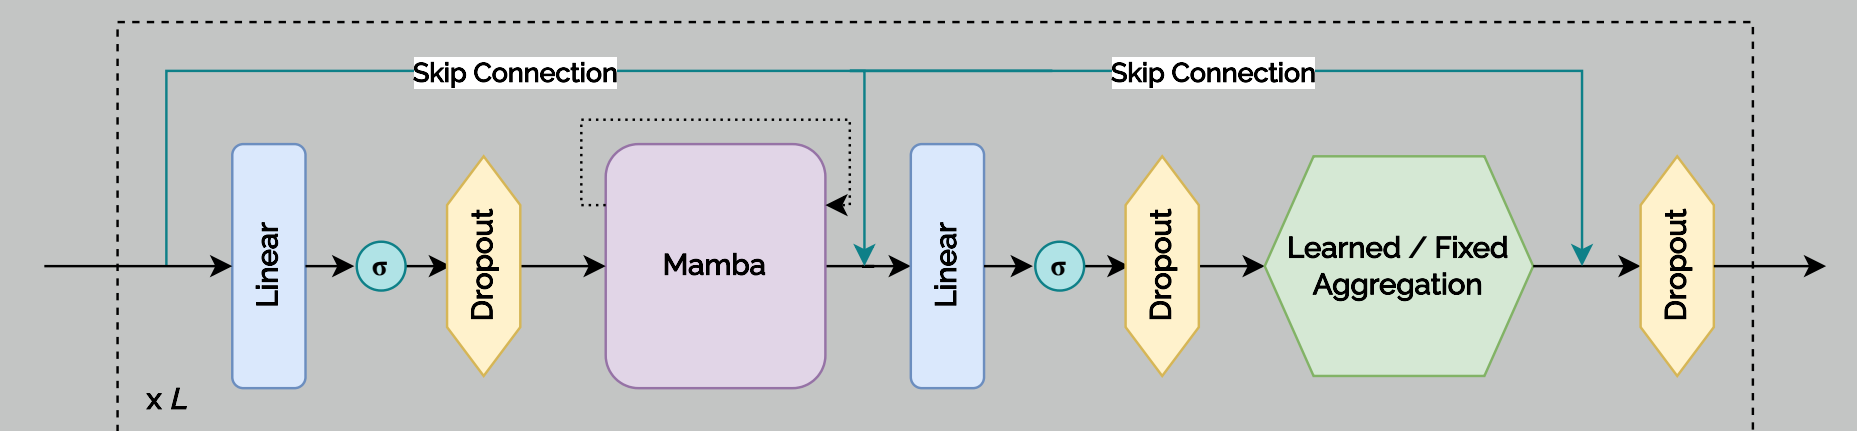 Skip Connection
Skip Connection
Linear
σ
Dropout
Mamba
Linear
σ
Dropout
Learned / Fixed
Aggregation
Dropout
x L